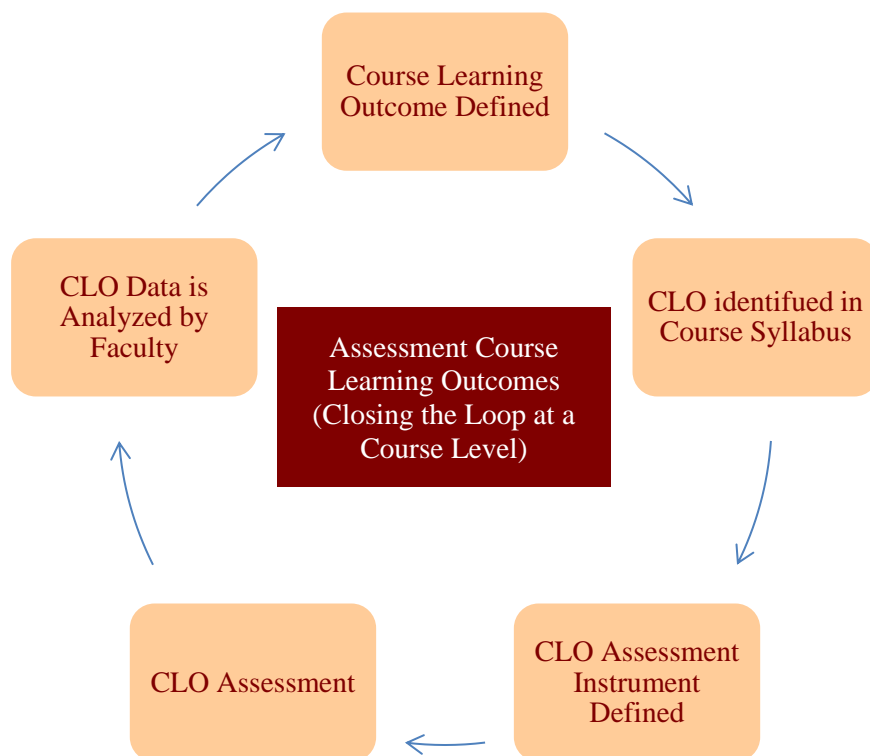 Course Learning
Outcome Defined
CLO identifued in
Course Syllabus
CLO Assessment
Instrument
Defined
CLO Assessment
CLO Data is
Analyzed by
Faculty
Assessment Course
Learning Outcomes
(Closing the Loop at a
Course Level)